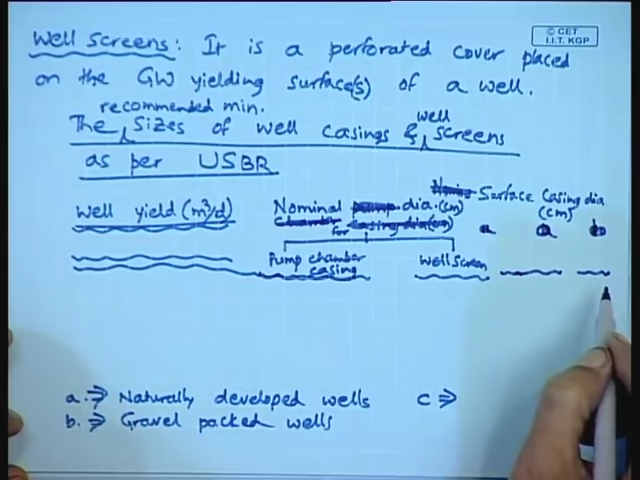 © CET
I.I.T. KGP
Well Screens: It is a perforated cover placed
on the GW yielding surface(s) of a well.
recommended min.
The sizes of well casings & well screens
as per USBR
Well yield (m³/d)
Nominal dia. (cm)
for
Pump chamber casing
Well screen
Surface Casing dia (cm)
a
b
a. ⇒ Naturally developed wells
b. ⇒ Gravel packed wells
c ⇒